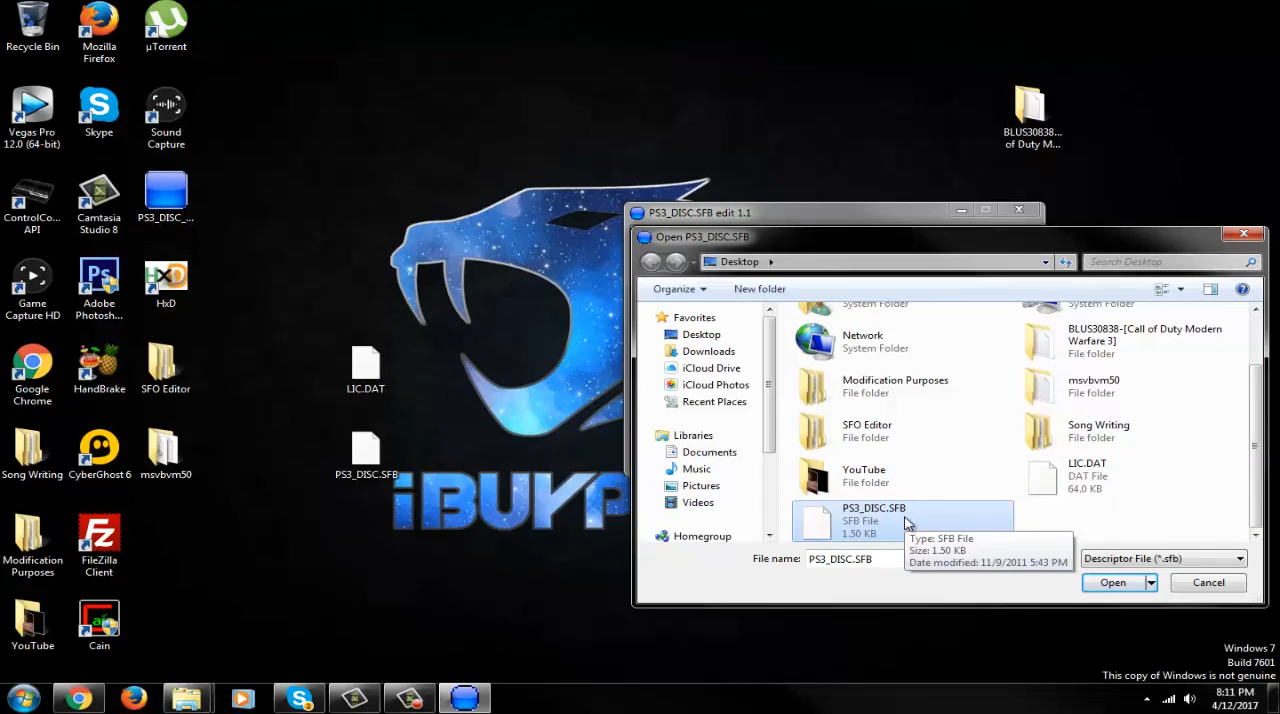 Recycle Bin
Mozilla
Firefox
µTorrent
Vegas Pro
12.0 (64-bit)
Skype
Sound
Capture
ControlCo...
API
Camtasia
Studio 8
PS3_DISC_...
Game
Capture HD
Ps
Adobe
Photosh...
HxD
HxD
Google
Chrome
HandBrake
SFO Editor
Song Writing
CyberGhost 6
msvbvm50
Modification
Purposes
FileZilla
Client
YouTube
Cain
LIC.DAT
PS3_DISC.SFB
iBUYP
BLUS30838...
of Duty M...
PS3_DISC.SFB edit 1.1
Open PS3_DISC.SFB
Desktop
Search Desktop
Organize
New folder
Favorites
Desktop
Downloads
iCloud Drive
iCloud Photos
Recent Places
Libraries
Documents
Music
Pictures
Videos
Homegroup
System Folder
System Folder
Network
System Folder
BLUS30838-[Call of Duty Modern
Warfare 3]
File folder
Modification Purposes
File folder
msvbvm50
File folder
SFO Editor
File folder
Song Writing
File folder
YouTube
File folder
LIC.DAT
DAT File
64.0 KB
PS3_DISC.SFB
SFB File
1.50 KB
Type: SFB File
Size: 1.50 KB
Date modified: 11/9/2011 5:43 PM
File name:
PS3_DISC.SFB
Descriptor File (*.sfb)
Open
Cancel
Windows 7
Build 7601
This copy of Windows is not genuine
8:11 PM
4/12/2017